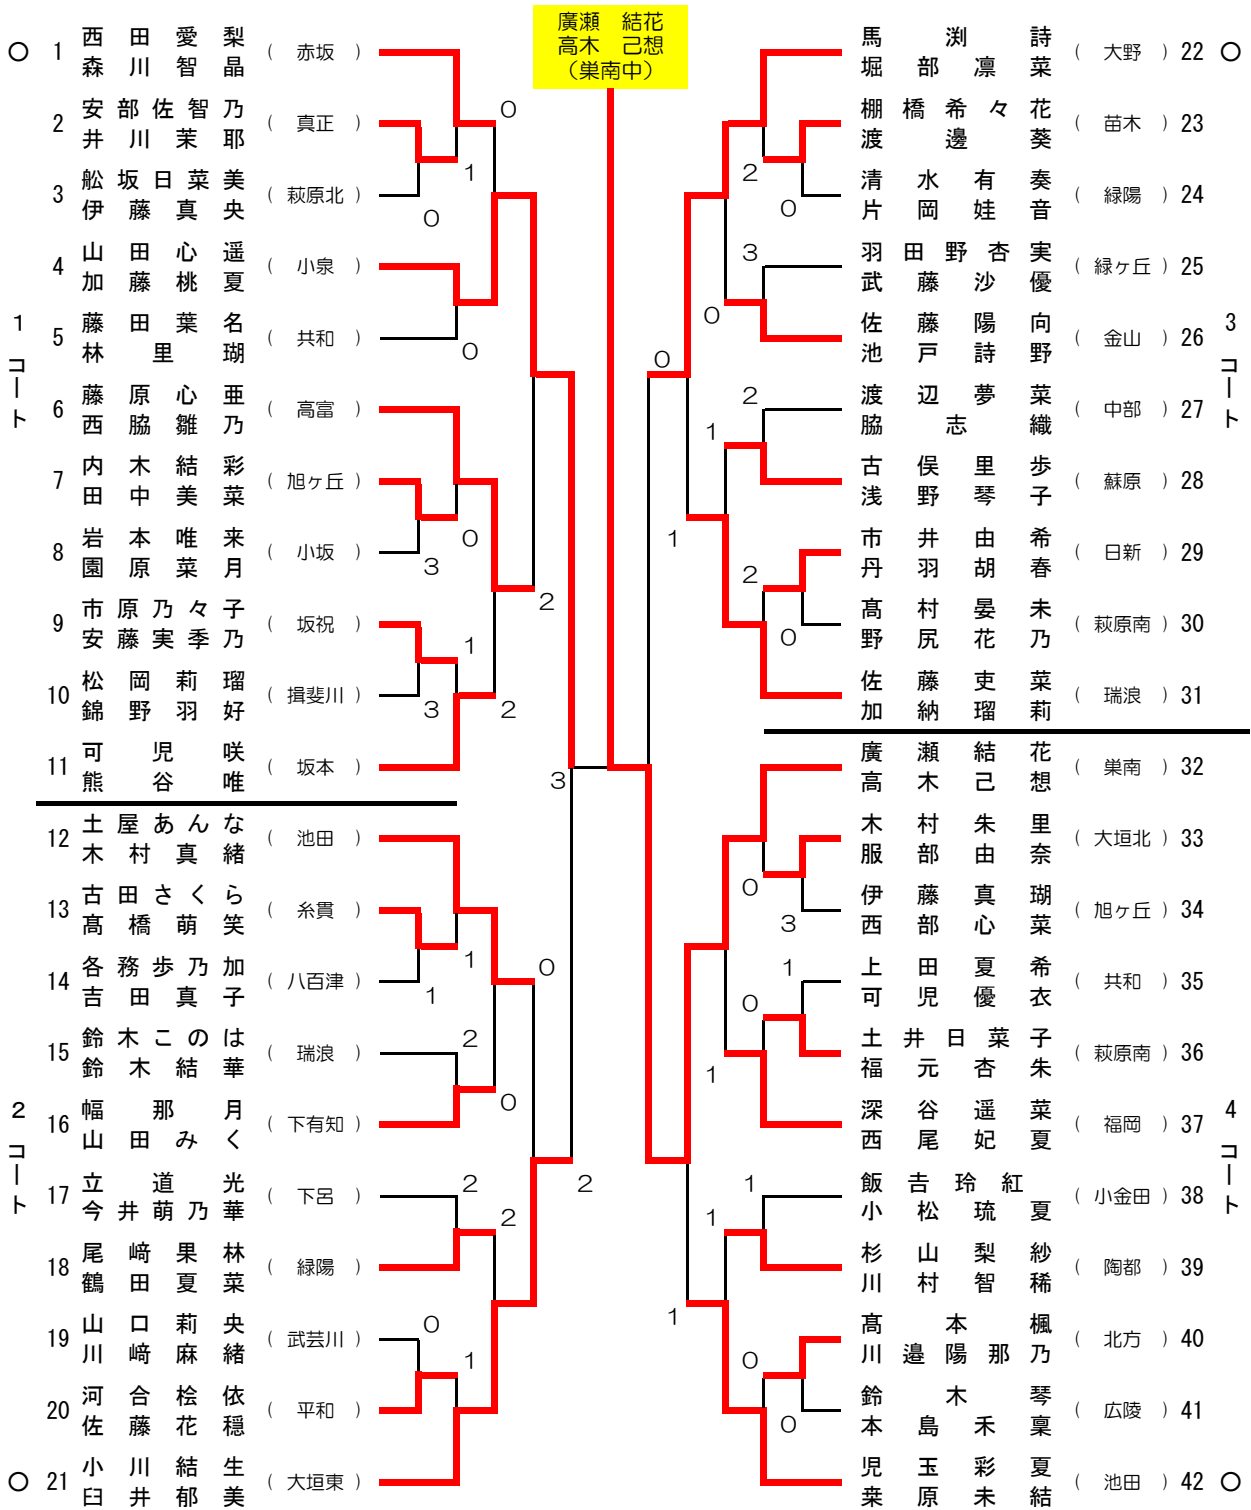 廣瀬 結花
高木 己想
（巣南中）
○ 1 西田愛梨 森川智晶 ( 赤坂 )
2 安部佐智乃 井川茉耶 ( 真正 )
3 舩坂日菜美 伊藤真央 ( 萩原北 )
4 山田心遥 加藤桃夏 ( 小泉 )
5 藤田葉名 林里瑚 ( 共和 )
6 藤原心亜 西脇雛乃 ( 高富 )
7 内木結彩 田中美菜 ( 旭ヶ丘 )
8 岩本唯来 園原菜月 ( 小坂 )
9 市原乃々子 安藤実季乃 ( 坂祝 )
10 松岡莉瑠 錦野羽好 ( 揖斐川 )
11 可児咲 熊谷唯 ( 坂本 )
1コート
12 土屋あんな 木村真緒 ( 池田 )
13 古田さくら 髙橋萌笑 ( 糸貫 )
14 各務歩乃加 吉田真子 ( 八百津 )
15 鈴木このは 鈴木結華 ( 瑞浪 )
16 幅那月 山田みく ( 下有知 )
17 立道光 今井萌乃華 ( 下呂 )
18 尾﨑果林 鶴田夏菜 ( 緑陽 )
19 山口莉央 川﨑麻緒 ( 武芸川 )
20 河合桧依 佐藤花穏 ( 平和 )
○ 21 小川結生 臼井郁美 ( 大垣東 )
2コート
0
1
0
0
0
3
2
1
3
2
3
1
1
0
2
0
2
2
2
0
1
馬渕詩 堀部凛菜 ( 大野 ) 22 ○
棚橋希々花 渡邉葵 ( 苗木 ) 23
清水有奏 片岡娃音 ( 緑陽 ) 24
羽田野杏実 武藤沙優 ( 緑ヶ丘 ) 25
佐藤陽向 池戸詩野 ( 金山 ) 26
渡辺夢菜 脇志織 ( 中部 ) 27
古俣里歩 浅野琴子 ( 蘇原 ) 28
市井由希 丹羽胡春 ( 日新 ) 29
髙村晏未 野尻花乃 ( 萩原南 ) 30
佐藤吏菜 加納瑠莉 ( 瑞浪 ) 31
3コート
廣瀬結花 高木己想 ( 巣南 ) 32
木村朱里 服部由奈 ( 大垣北 ) 33
伊藤真瑚 西部心菜 ( 旭ヶ丘 ) 34
上田夏希 可児優衣 ( 共和 ) 35
土井日菜子 福元杏朱 ( 萩原南 ) 36
深谷遥菜 西尾妃夏 ( 福岡 ) 37
飯𠮷玲紅 小松琉夏 ( 小金田 ) 38
杉山梨紗 川村智稀 ( 陶都 ) 39
髙本楓 川邉陽那乃 ( 北方 ) 40
鈴木琴 本島禾稟 ( 広陵 ) 41
児玉彩夏 桒原未結 ( 池田 ) 42 ○
4コート
2
0
3
0
0
2
1
1
2
0
0
3
1
0
1
1
1
1
0
0